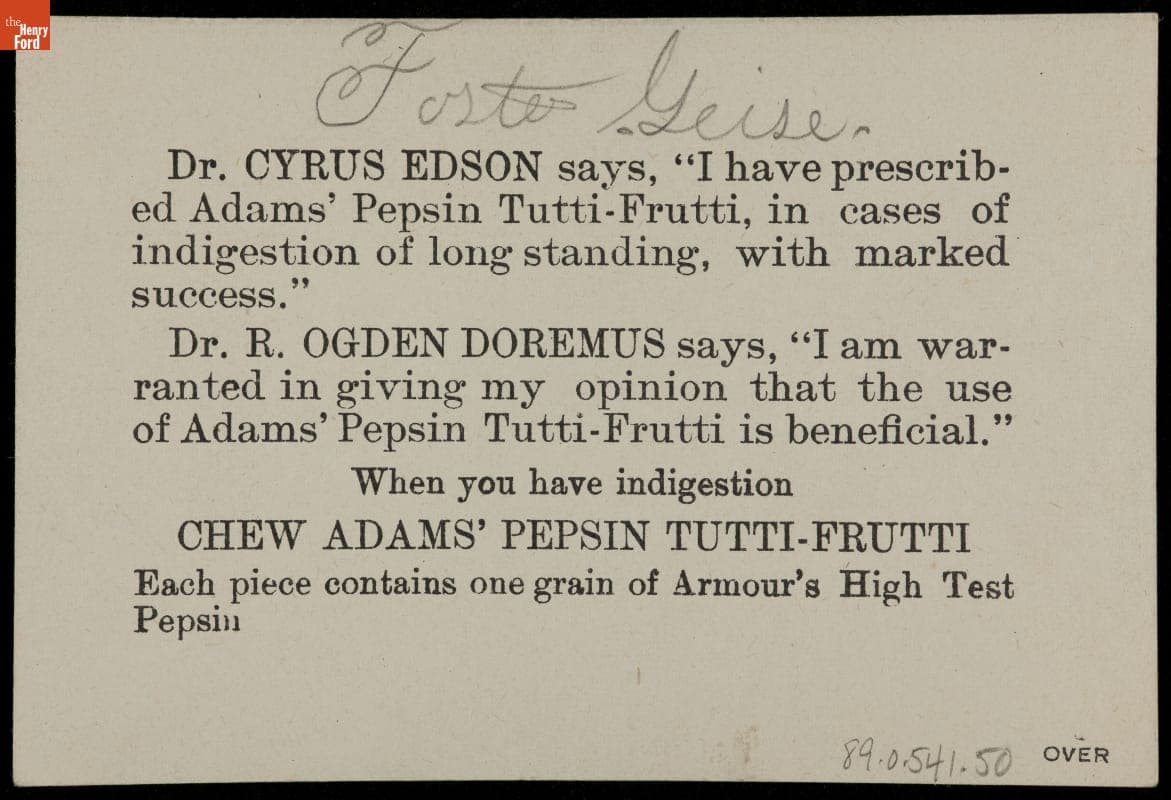 the
Henry
Ford
Foster Geise.
Dr. CYRUS EDSON says, “I have prescrib-
ed Adams’ Pepsin Tutti-Frutti, in cases of
indigestion of long standing, with marked
success.”
Dr. R. OGDEN DOREMUS says, “I am war-
ranted in giving my opinion that the use
of Adams’ Pepsin Tutti-Frutti is beneficial.”
When you have indigestion
CHEW ADAMS’ PEPSIN TUTTI-FRUTTI
Each piece contains one grain of Armour’s High Test
Pepsin
89.0.541.50 OVER